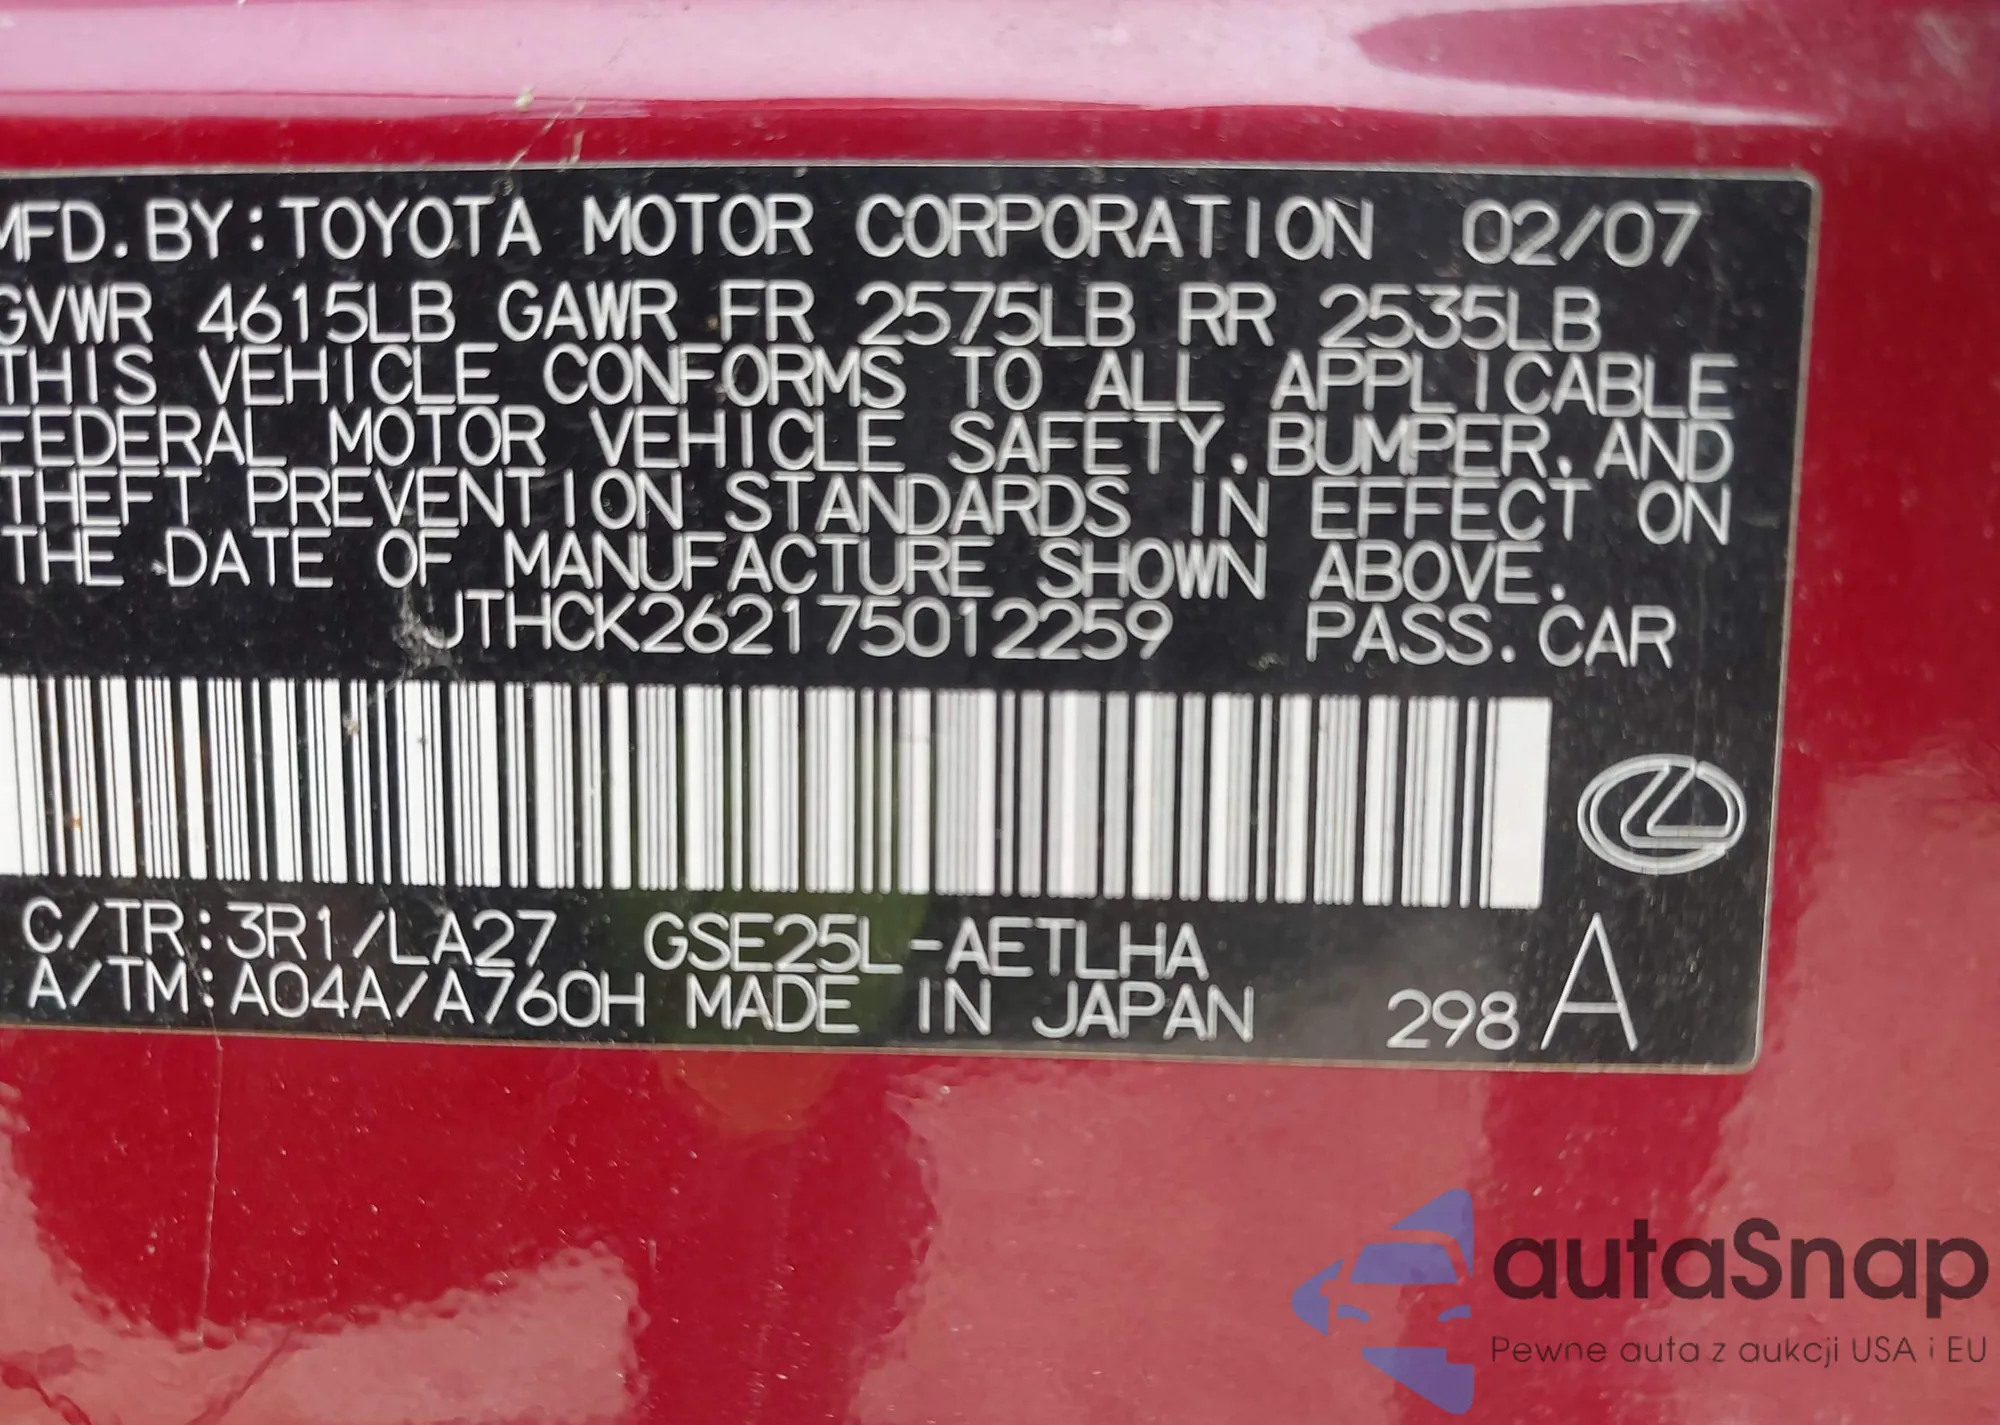 MFD.BY:TOYOTA MOTOR CORPORATION 02/07
GVWR 4615LB GAWR FR 2575LB RR 2535LB
THIS VEHICLE CONFORMS TO ALL APPLICABLE
FEDERAL MOTOR VEHICLE SAFETY.BUMPER.AND
THEFT PREVENTION STANDARDS IN EFFECT ON
THE DATE OF MANUFACTURE SHOWN ABOVE.
JTHCK262175012259 PASS.CAR
C/TR:3R1/LA27 GSE25L-AETLHA
A/TM:A04A/A760H MADE IN JAPAN 298 A
autaSnap
Pewne auta z aukcji USA i EU